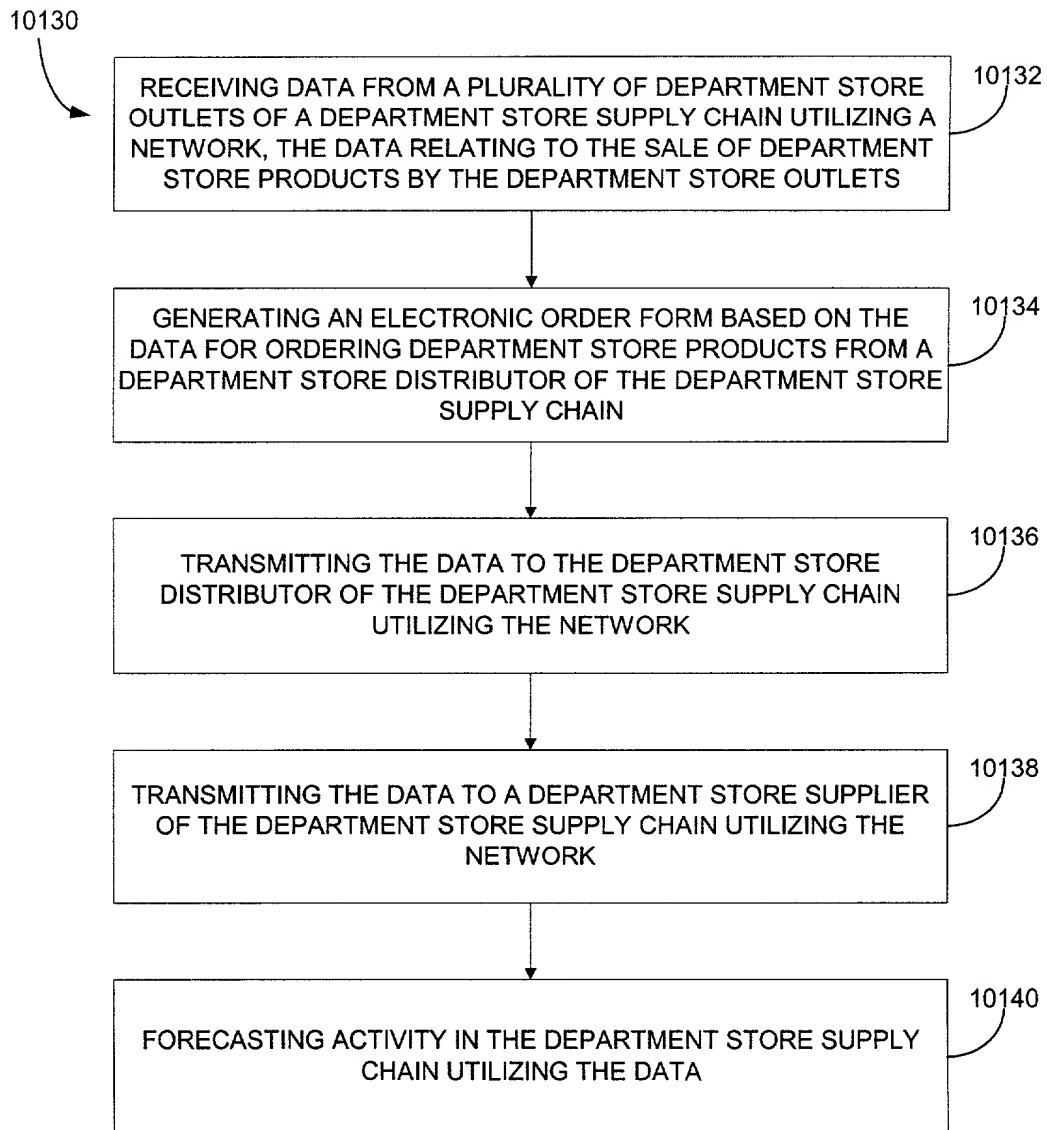 10130
RECEIVING DATA FROM A PLURALITY OF DEPARTMENT STORE
OUTLETS OF A DEPARTMENT STORE SUPPLY CHAIN UTILIZING A
NETWORK, THE DATA RELATING TO THE SALE OF DEPARTMENT
STORE PRODUCTS BY THE DEPARTMENT STORE OUTLETS
10132
GENERATING AN ELECTRONIC ORDER FORM BASED ON THE
DATA FOR ORDERING DEPARTMENT STORE PRODUCTS FROM A
DEPARTMENT STORE DISTRIBUTOR OF THE DEPARTMENT STORE
SUPPLY CHAIN
10134
TRANSMITTING THE DATA TO THE DEPARTMENT STORE
DISTRIBUTOR OF THE DEPARTMENT STORE SUPPLY CHAIN
UTILIZING THE NETWORK
10136
TRANSMITTING THE DATA TO A DEPARTMENT STORE SUPPLIER
OF THE DEPARTMENT STORE SUPPLY CHAIN UTILIZING THE
NETWORK
10138
FORECASTING ACTIVITY IN THE DEPARTMENT STORE SUPPLY
CHAIN UTILIZING THE DATA
10140